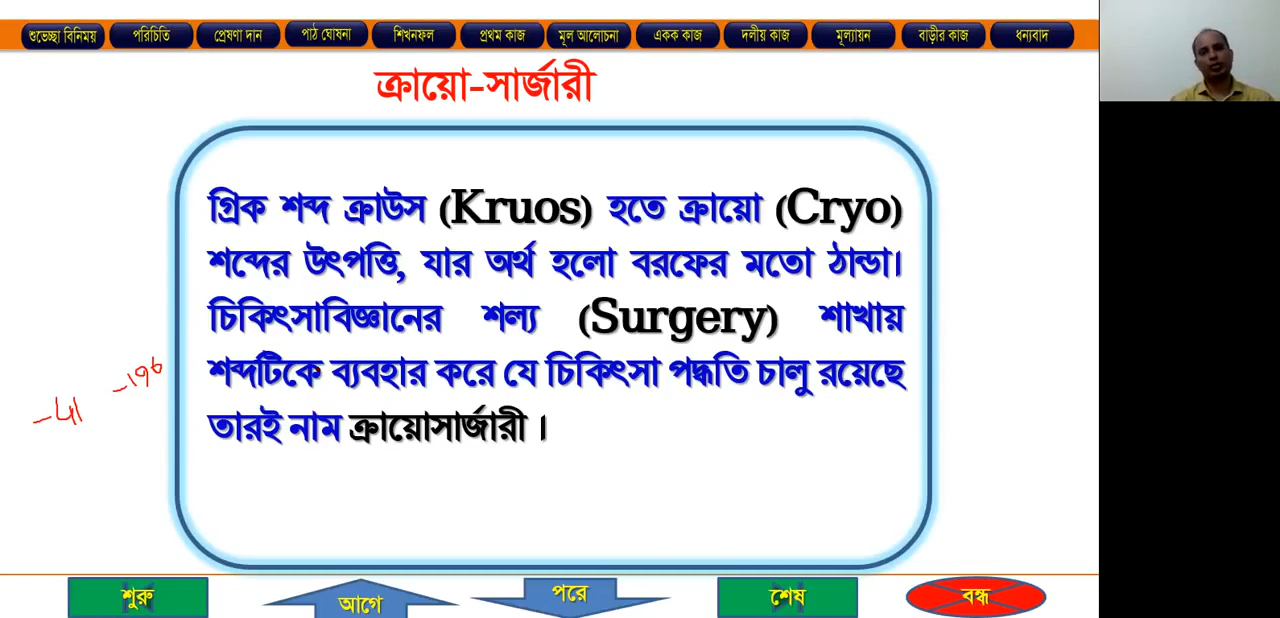 শুভেচ্ছা বিনিময় পরিচিতি প্রেষণা দান পাঠ ঘোষনা শিখনফল প্রথম কাজ মূল আলোচনা একক কাজ দলীয় কাজ মূল্যায়ন বাড়ীর কাজ ধন্যবাদ
ক্রায়ো-সার্জারী
গ্রিক শব্দ ক্রাউস (Kruos) হতে ক্রায়ো (Cryo)
শব্দের উৎপত্তি, যার অর্থ হলো বরফের মতো ঠান্ডা।
চিকিৎসাবিজ্ঞানের শল্য (Surgery) শাখায়
শব্দটিকে ব্যবহার করে যে চিকিৎসা পদ্ধতি চালু রয়েছে
তারই নাম ক্রায়োসার্জারী ।
-196
-41
শুরু আগে পরে শেষ বন্ধ